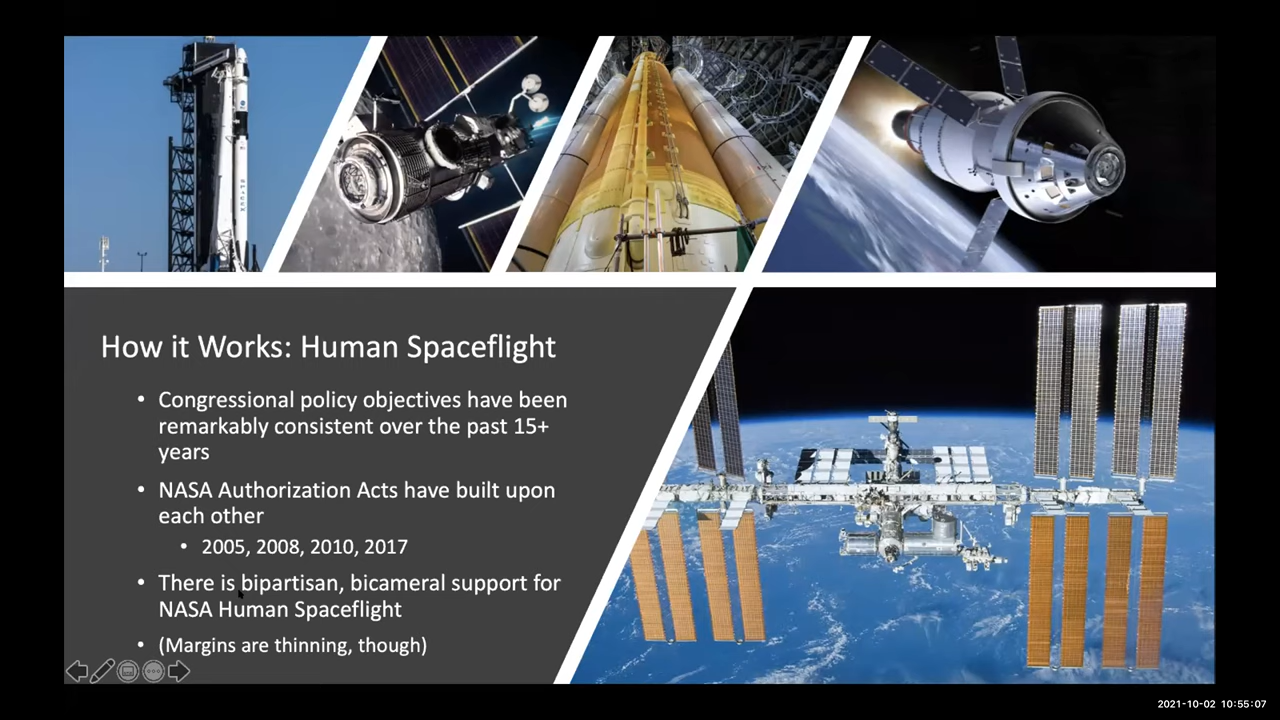 How it Works: Human Spaceflight
• Congressional policy objectives have been
remarkably consistent over the past 15+
years
• NASA Authorization Acts have built upon
each other
• 2005, 2008, 2010, 2017
• There is bipartisan, bicameral support for
NASA Human Spaceflight
• (Margins are thinning, though)
2021-10-02 10:55:07